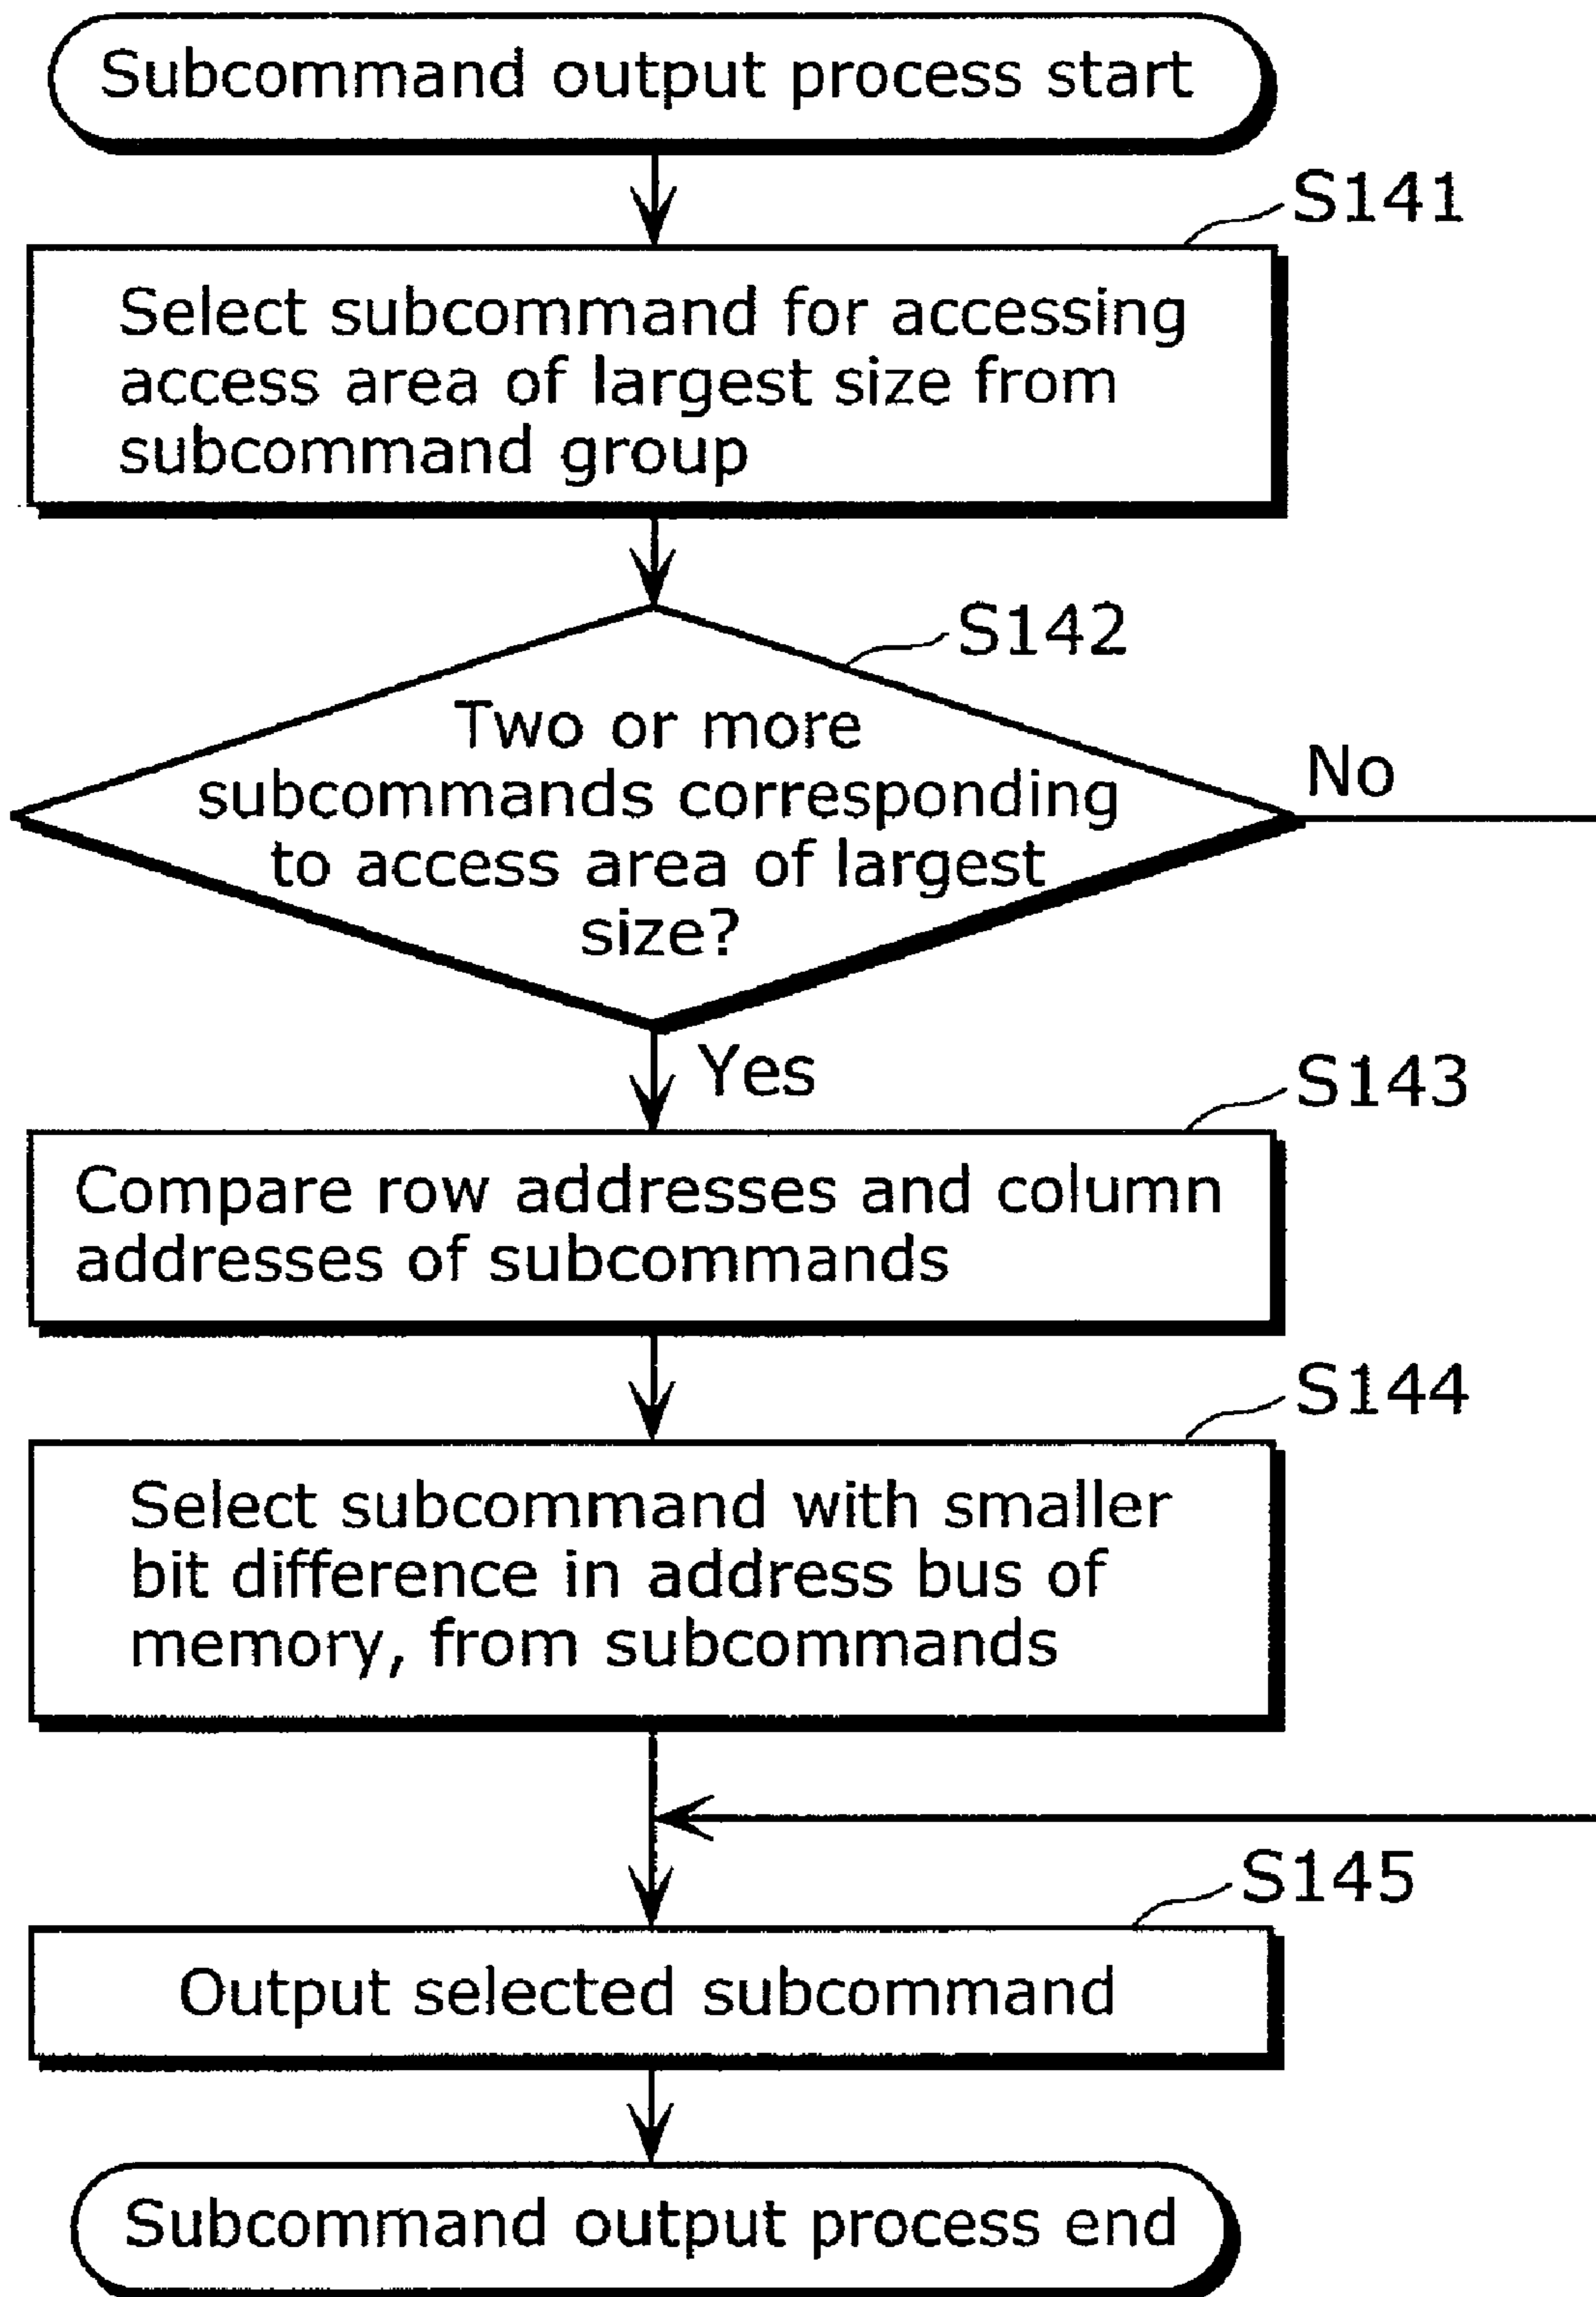 Subcommand output process start
S141
Select subcommand for accessing
access area of largest size from
subcommand group
S142
Two or more
subcommands corresponding
to access area of largest
size?
No
Yes
S143
Compare row addresses and column
addresses of subcommands
S144
Select subcommand with smaller
bit difference in address bus of
memory, from subcommands
S145
Output selected subcommand
Subcommand output process end